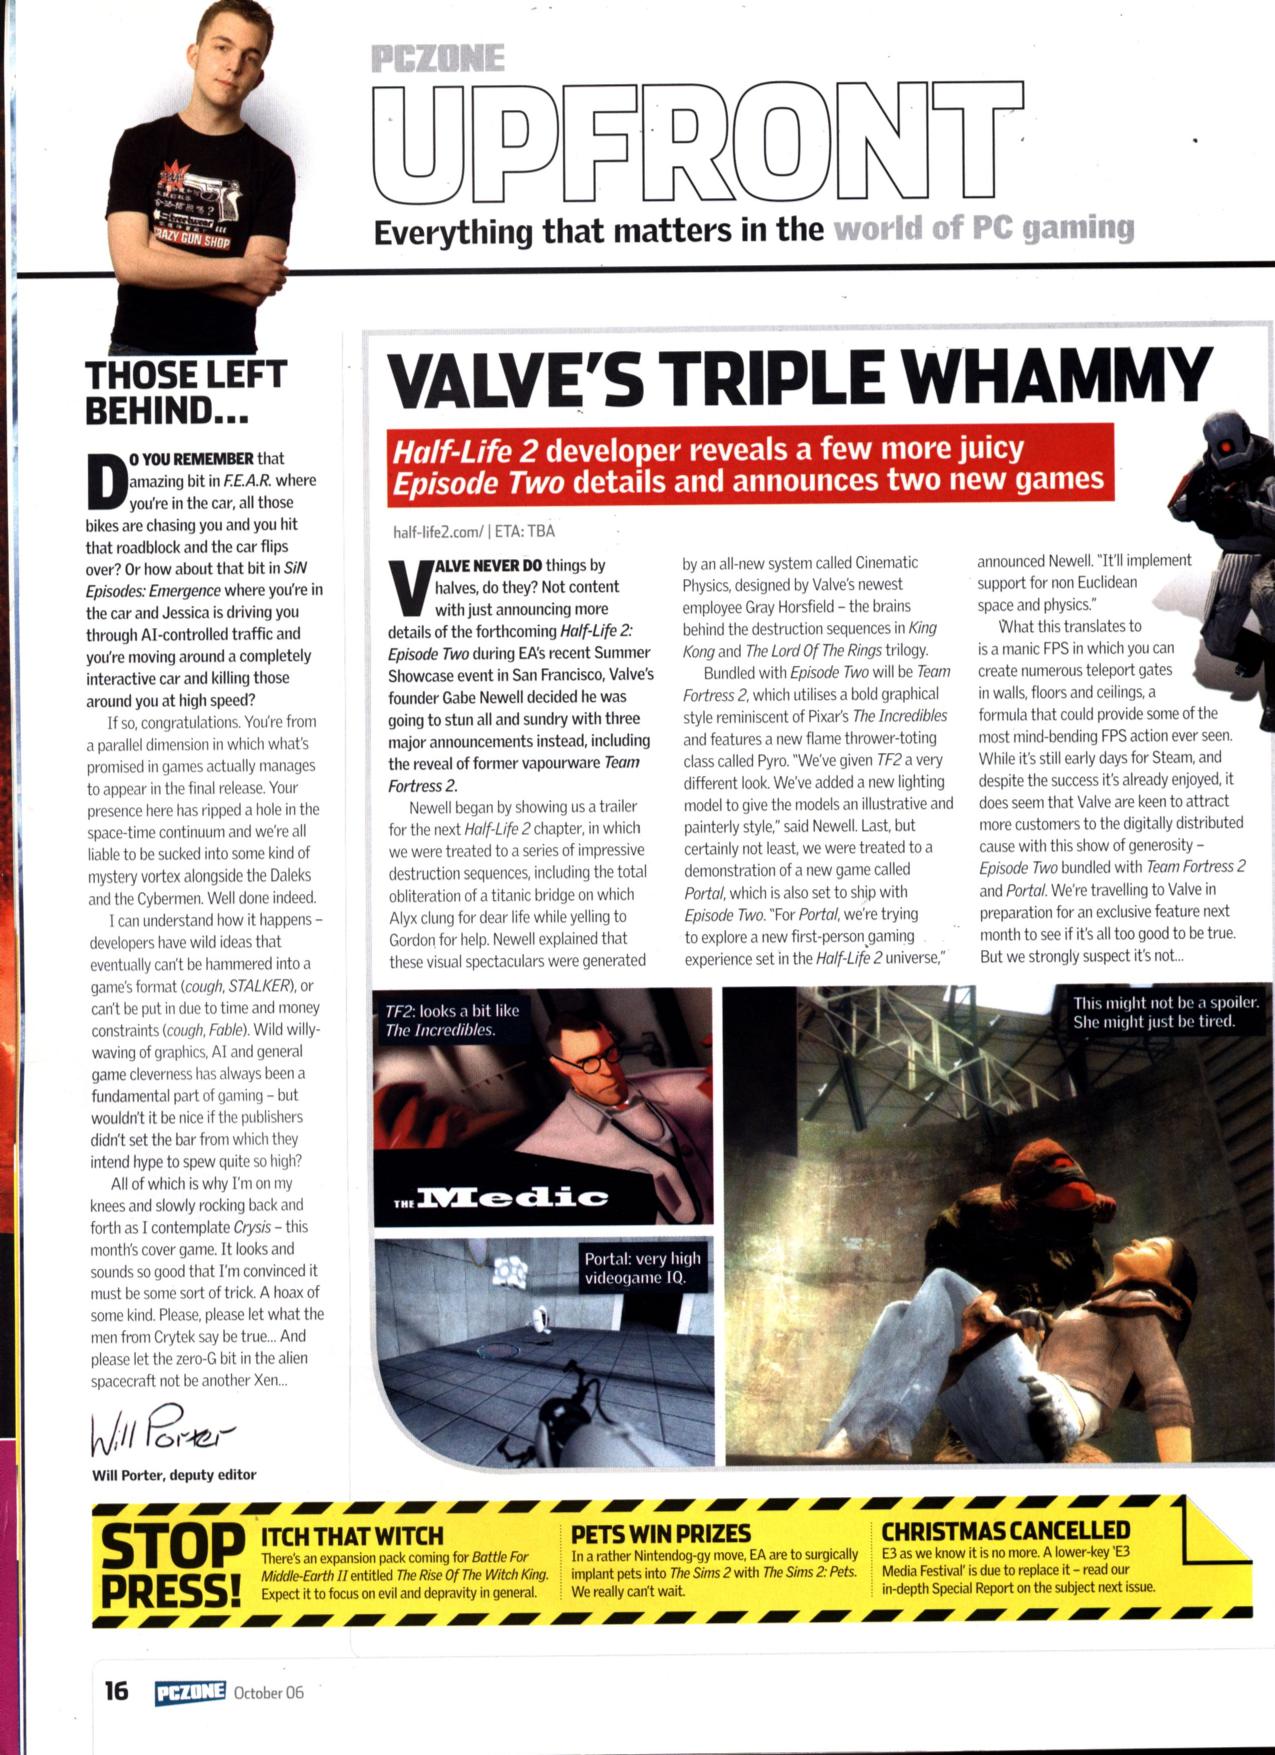 PCZONE
UPFRONT
Everything that matters in the world of PC gaming
CRAZY GUN SHOP
THOSE LEFT
BEHIND...
DO YOU REMEMBER that
amazing bit in F.E.A.R. where
you're in the car, all those
bikes are chasing you and you hit
that roadblock and the car flips
over? Or how about that bit in SiN
Episodes: Emergence where you're in
the car and Jessica is driving you
through AI-controlled traffic and
you're moving around a completely
interactive car and killing those
around you at high speed?
If so, congratulations. You're from
a parallel dimension in which what's
promised in games actually manages
to appear in the final release. Your
presence here has ripped a hole in the
space-time continuum and we're all
liable to be sucked into some kind of
mystery vortex alongside the Daleks
and the Cybermen. Well done indeed.
I can understand how it happens –
developers have wild ideas that
eventually can't be hammered into a
game's format (cough, STALKER), or
can't be put in due to time and money
constraints (cough, Fable). Wild willy-
waving of graphics, AI and general
game cleverness has always been a
fundamental part of gaming – but
wouldn't it be nice if the publishers
didn't set the bar from which they
intend hype to spew quite so high?
All of which is why I'm on my
knees and slowly rocking back and
forth as I contemplate Crysis – this
month's cover game. It looks and
sounds so good that I'm convinced it
must be some sort of trick. A hoax of
some kind. Please, please let what the
men from Crytek say be true... And
please let the zero-G bit in the alien
spacecraft not be another Xen...
Will Porter
Will Porter, deputy editor
VALVE'S TRIPLE WHAMMY
Half-Life 2 developer reveals a few more juicy
Episode Two details and announces two new games
half-life2.com/ | ETA: TBA
VALVE NEVER DO things by
halves, do they? Not content
with just announcing more
details of the forthcoming Half-Life 2:
Episode Two during EA's recent Summer
Showcase event in San Francisco, Valve's
founder Gabe Newell decided he was
going to stun all and sundry with three
major announcements instead, including
the reveal of former vapourware Team
Fortress 2.
Newell began by showing us a trailer
for the next Half-Life 2 chapter, in which
we were treated to a series of impressive
destruction sequences, including the total
obliteration of a titanic bridge on which
Alyx clung for dear life while yelling to
Gordon for help. Newell explained that
these visual spectaculars were generated
by an all-new system called Cinematic
Physics, designed by Valve's newest
employee Gray Horsfield – the brains
behind the destruction sequences in King
Kong and The Lord Of The Rings trilogy.
Bundled with Episode Two will be Team
Fortress 2, which utilises a bold graphical
style reminiscent of Pixar's The Incredibles
and features a new flame thrower-toting
class called Pyro. "We've given TF2 a very
different look. We've added a new lighting
model to give the models an illustrative and
painterly style," said Newell. Last, but
certainly not least, we were treated to a
demonstration of a new game called
Portal, which is also set to ship with
Episode Two. "For Portal, we're trying
to explore a new first-person gaming
experience set in the Half-Life 2 universe,"
announced Newell. "It'll implement
support for non Euclidean
space and physics."
What this translates to
is a manic FPS in which you can
create numerous teleport gates
in walls, floors and ceilings, a
formula that could provide some of the
most mind-bending FPS action ever seen.
While it's still early days for Steam, and
despite the success it's already enjoyed, it
does seem that Valve are keen to attract
more customers to the digitally distributed
cause with this show of generosity –
Episode Two bundled with Team Fortress 2
and Portal. We're travelling to Valve in
preparation for an exclusive feature next
month to see if it's all too good to be true.
But we strongly suspect it's not...
TF2: looks a bit like
The Incredibles.
THE Medic
Portal: very high
videogame IQ.
This might not be a spoiler.
She might just be tired.
STOP
PRESS!
ITCH THAT WITCH
There's an expansion pack coming for Battle For
Middle-Earth II entitled The Rise Of The Witch King.
Expect it to focus on evil and depravity in general.
PETS WIN PRIZES
In a rather Nintendog-gy move, EA are to surgically
implant pets into The Sims 2 with The Sims 2: Pets.
We really can't wait.
CHRISTMAS CANCELLED
E3 as we know it is no more. A lower-key 'E3
Media Festival' is due to replace it – read our
in-depth Special Report on the subject next issue.
16 PCZONE October 06